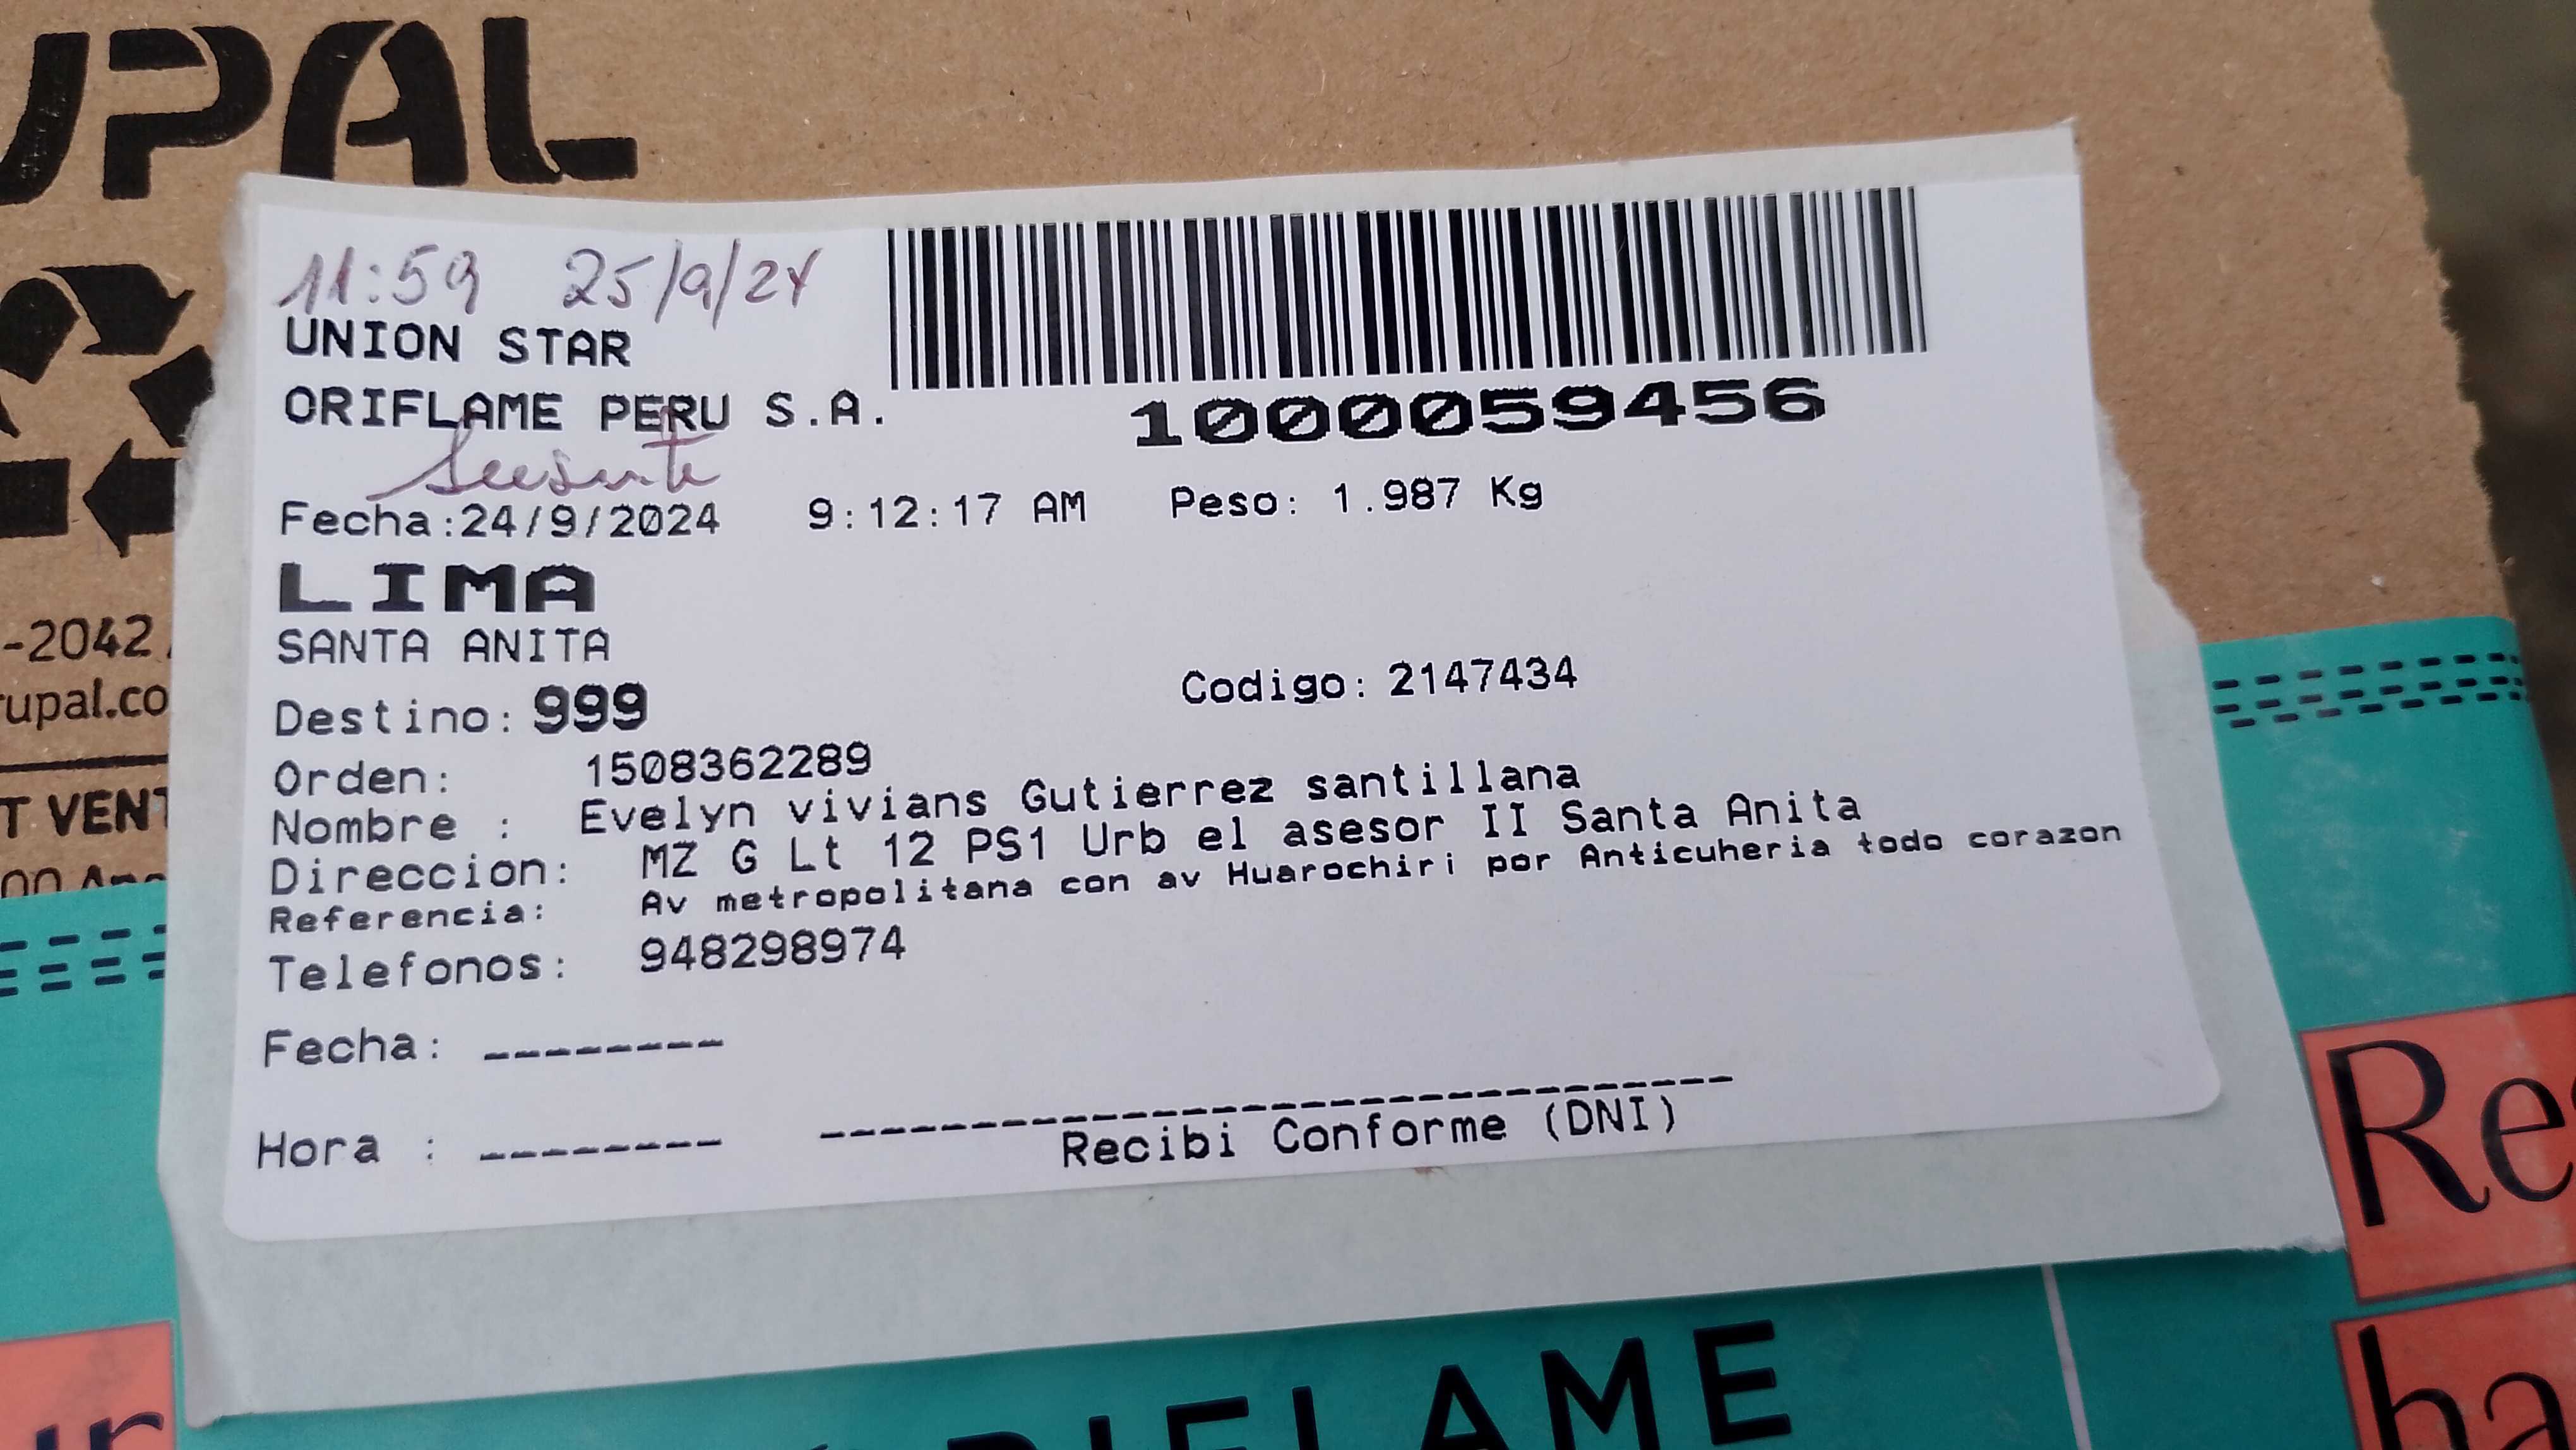 UPAL
11:59 25/9/24
UNION STAR
ORIFLAME PERU S.A.
1000059456
Fecha:24/9/2024 9:12:17 AM Peso: 1.987 Kg
LIMA
SANTA ANITA
Codigo: 2147434
Destino: 999
Orden: 1508362289
Nombre : Evelyn vivians Gutierrez santillana
Direccion: MZ G Lt 12 PS1 Urb el asesor II Santa Anita
Referencia: Av metropolitana con av Huarochiri por Anticuheria todo corazon
Telefonos: 948298974
Fecha: --------
Hora : --------
Recibi Conforme (DNI)
-2042
rupal.co
T VENT
Re
ha
ur
RIFLAME